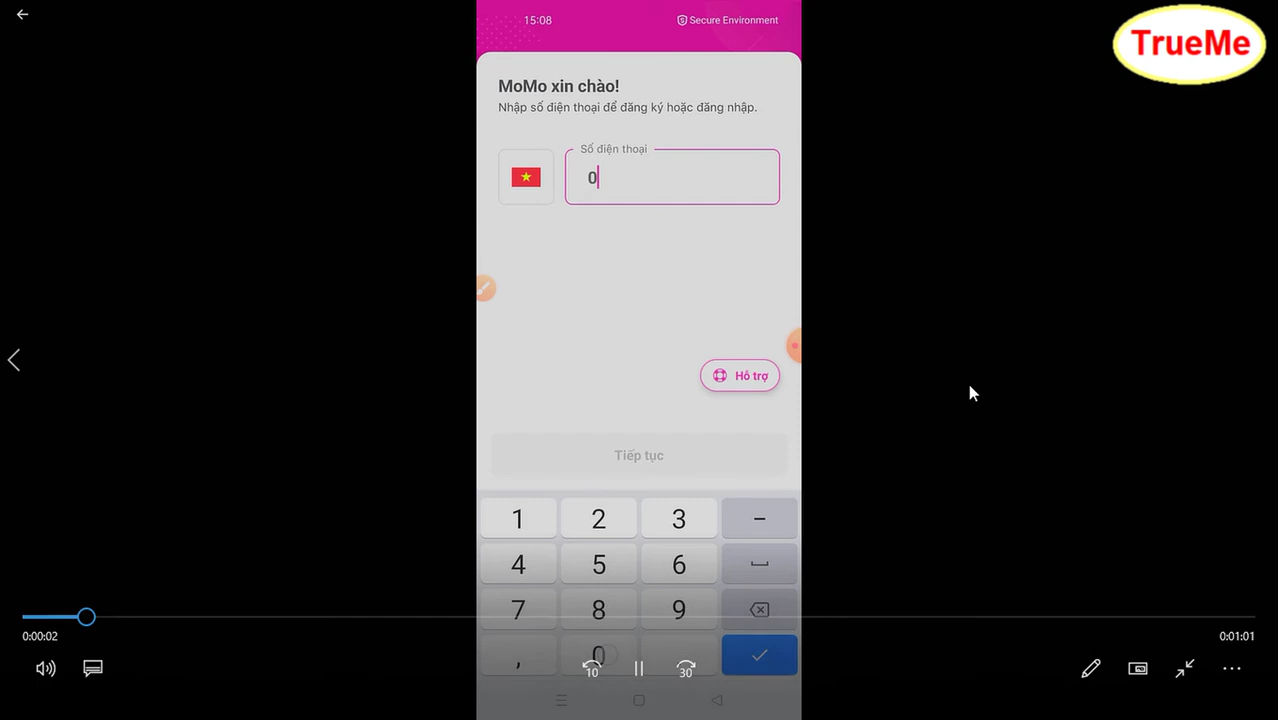 15:08
Secure Environment
TrueMe
MoMo xin chào!
Nhập số điện thoại để đăng ký hoặc đăng nhập.
Số điện thoại
0
Hỗ trợ
Tiếp tục
1 2 3 -
4 5 6
7 8 9
, 0
0:00:02
0:01:01
10
30